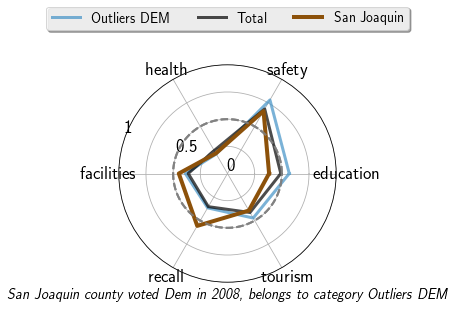 Outliers DEM Total San Joaquin
health safety
1
0.5
0
facilities education
recall tourism
San Joaquin county voted Dem in 2008, belongs to category Outliers DEM